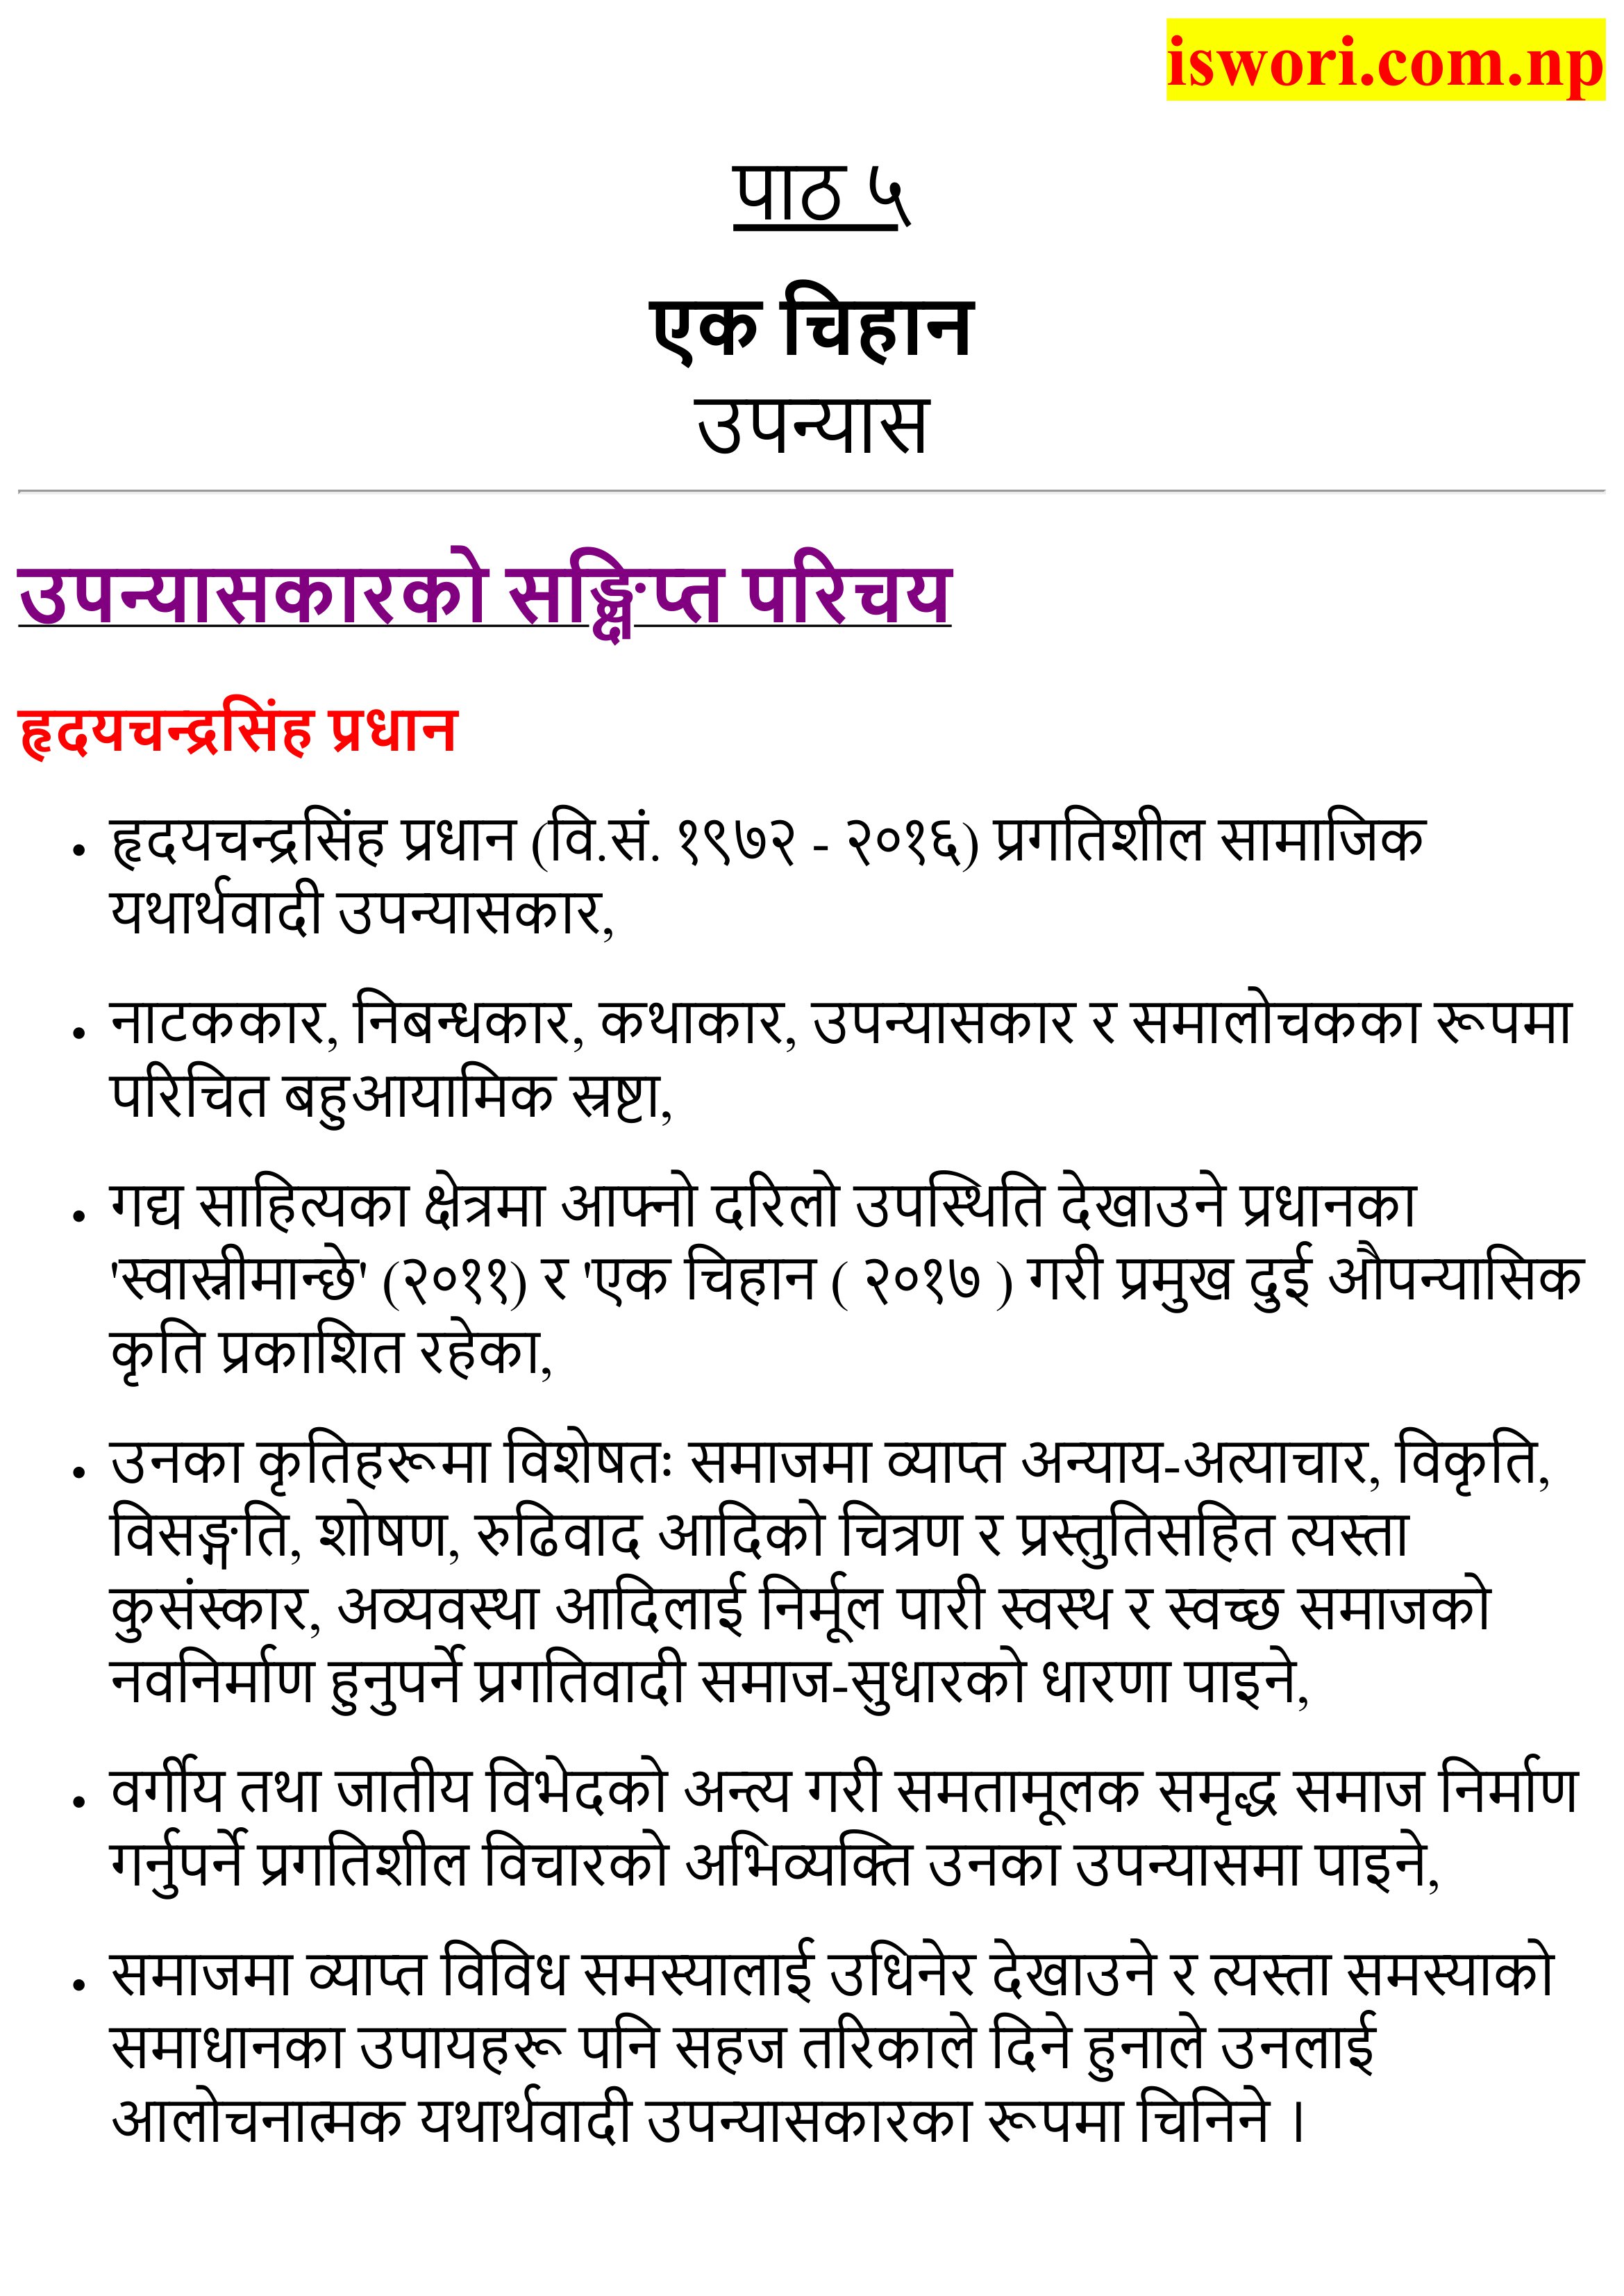 iswori.com.np
पाठ ५
एक चिहान
उपन्यास
उपन्यासकारको सङ्क्षिप्त परिचय
हृदयचन्द्रसिंह प्रधान
• हृदयचन्द्रसिंह प्रधान (वि.सं. १९७२ - २०१६) प्रगतिशील सामाजिक
यथार्थवादी उपन्यासकार,
• नाटककार, निबन्धकार, कथाकार, उपन्यासकार र समालोचकका रूपमा
परिचित बहुआयामिक स्रष्टा,
• गद्य साहित्यका क्षेत्रमा आफ्नो दरिलो उपस्थिति देखाउने प्रधानका
'स्वास्नीमान्छे' (२०११) र 'एक चिहान ( २०१७ ) गरी प्रमुख दुई औपन्यासिक
कृति प्रकाशित रहेका,
• उनका कृतिहरूमा विशेषतः समाजमा व्याप्त अन्याय-अत्याचार, विकृति,
विसङ्गति, शोषण, रुढिवाद आदिको चित्रण र प्रस्तुतिसहित त्यस्ता
कुसंस्कार, अव्यवस्था आदिलाई निर्मूल पारी स्वस्थ र स्वच्छ समाजको
नवनिर्माण हुनुपर्ने प्रगतिवादी समाज-सुधारको धारणा पाइने,
• वर्गीय तथा जातीय विभेदको अन्त्य गरी समतामूलक समृद्ध समाज निर्माण
गर्नुपर्ने प्रगतिशील विचारको अभिव्यक्ति उनका उपन्यासमा पाइने,
• समाजमा व्याप्त विविध समस्यालाई उधिनेर देखाउने र त्यस्ता समस्याको
समाधानका उपायहरू पनि सहज तरिकाले दिने हुनाले उनलाई
आलोचनात्मक यथार्थवादी उपन्यासकारका रूपमा चिनिने ।